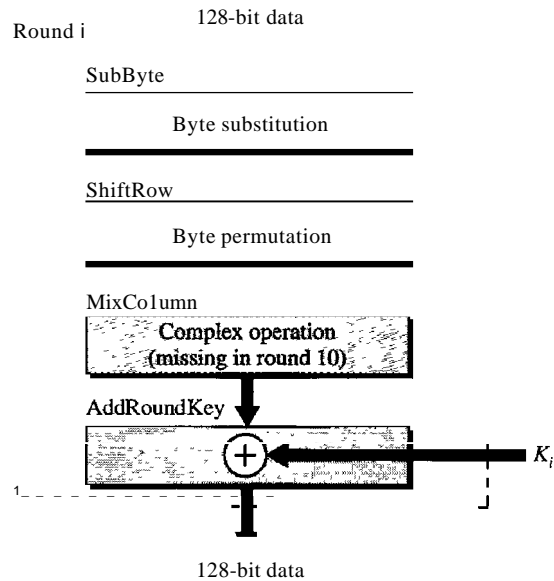 128-bit data
Round i
SubByte
Byte substitution
ShiftRow
Byte permutation
MixCo1umn
Complex operation
(missing in round 10)
AddRoundKey
+
Ki
1
128-bit data